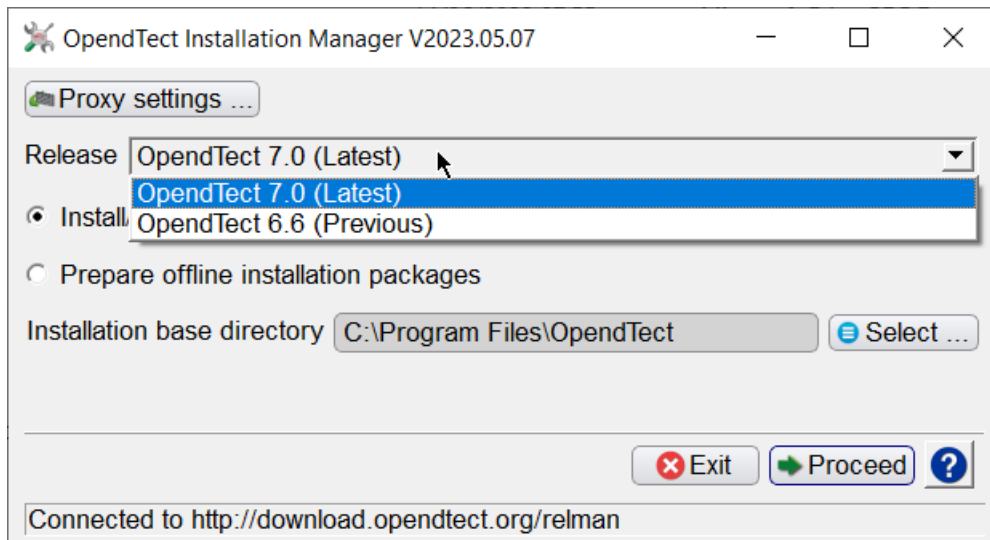 OpendTect Installation Manager V2023.05.07
Proxy settings ...
Release OpendTect 7.0 (Latest)
OpendTect 7.0 (Latest)
Install
OpendTect 6.6 (Previous)
Prepare offline installation packages
Installation base directory C:\Program Files\OpendTect Select ...
Exit Proceed ?
Connected to http://download.opendtect.org/relman